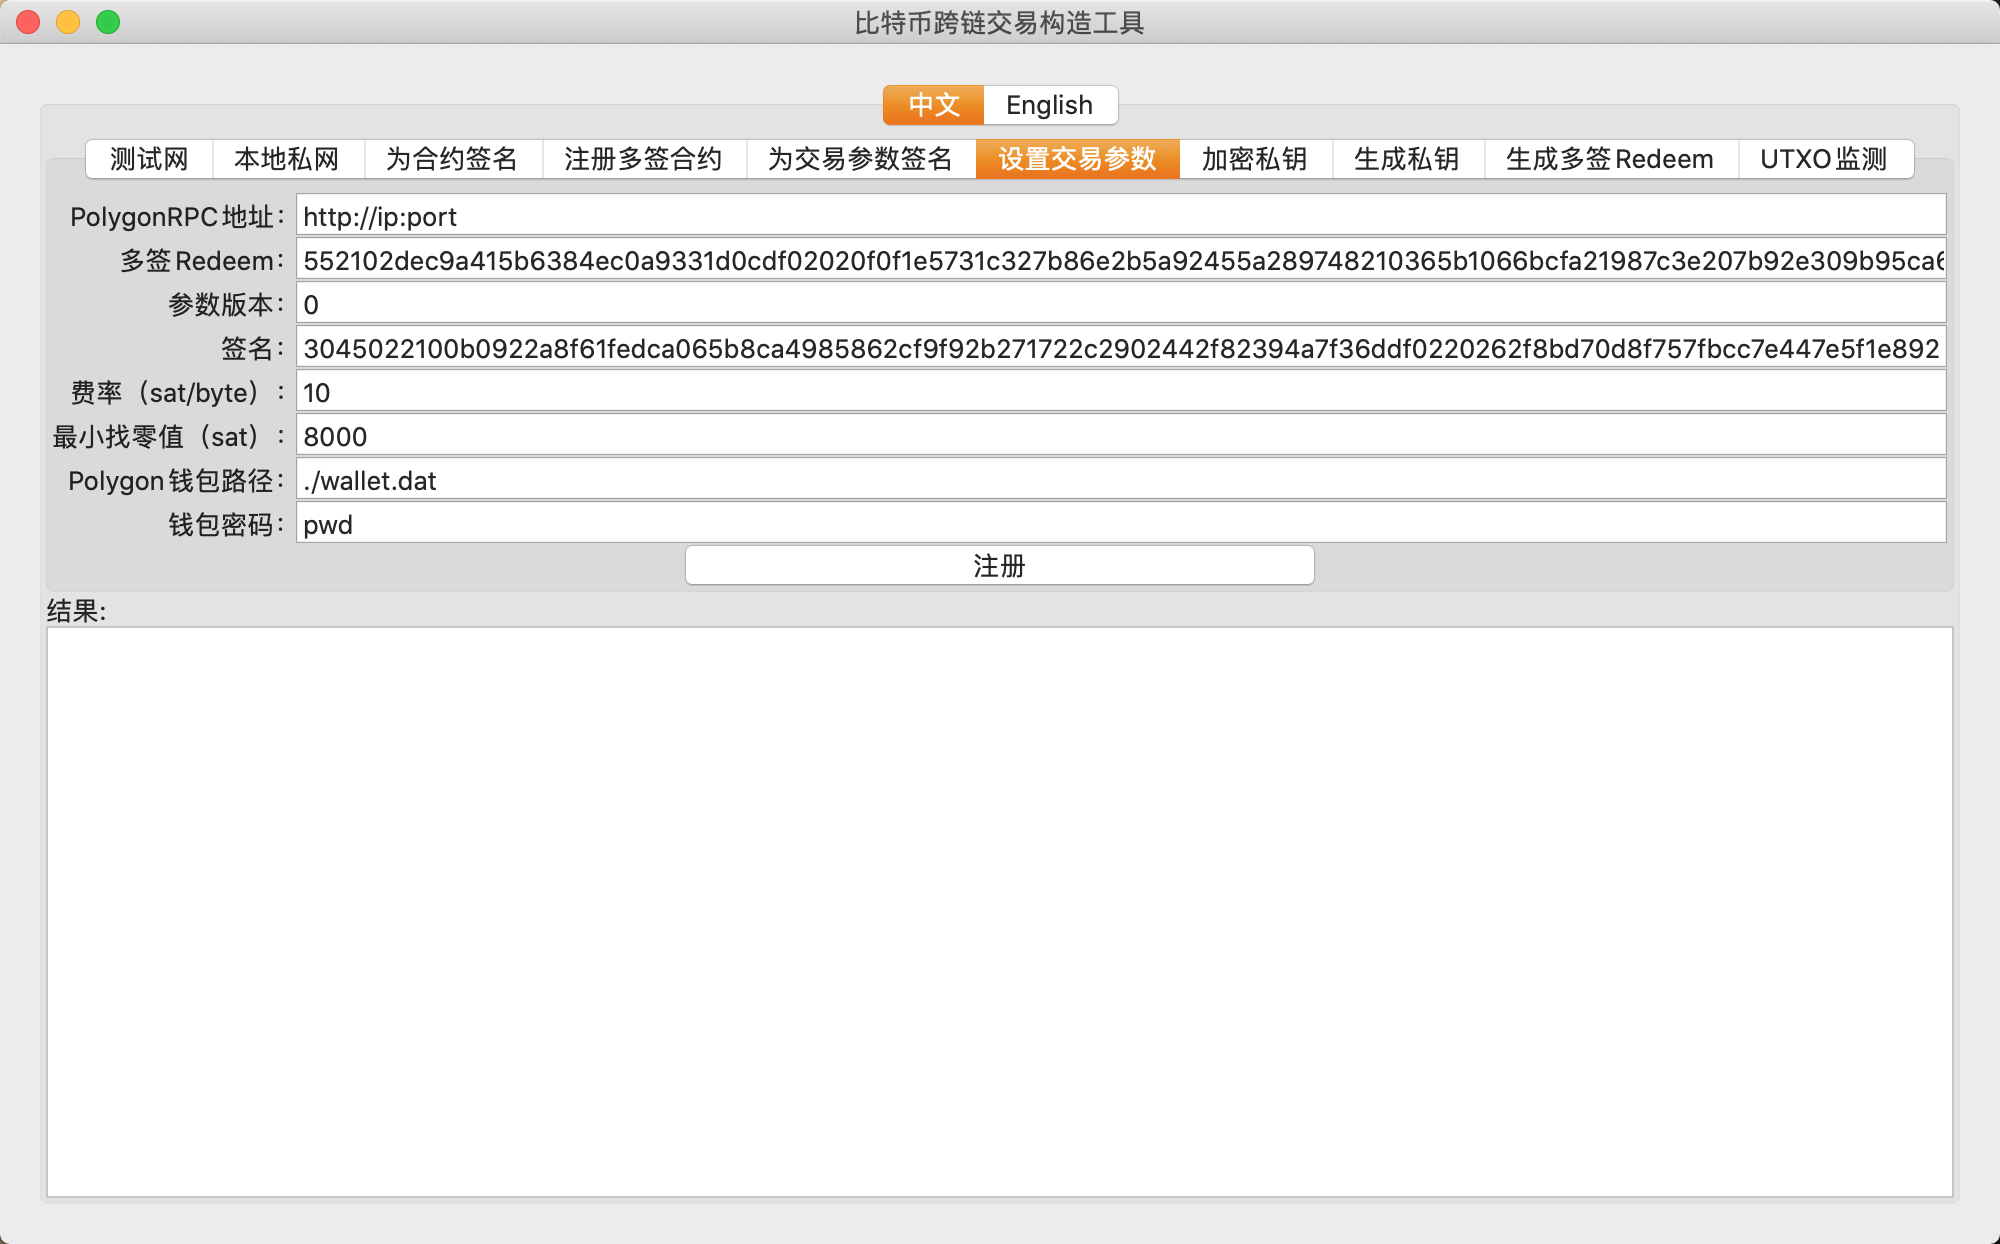 比特币跨链交易构造工具
中文 English
测试网 本地私网 为合约签名 注册多签合约 为交易参数签名 设置交易参数 加密私钥 生成私钥 生成多签Redeem UTXO监测
PolygonRPC地址: http://ip:port
多签Redeem: 552102dec9a415b6384ec0a9331d0cdf02020f0f1e5731c327b86e2b5a92455a289748210365b1066bcfa21987c3e207b92e309b95ca6
参数版本: 0
签名: 3045022100b0922a8f61fedca065b8ca4985862cf9f92b271722c2902442f82394a7f36ddf0220262f8bd70d8f757fbcc7e447e5f1e892
费率（sat/byte）: 10
最小找零值（sat）: 8000
Polygon钱包路径: ./wallet.dat
钱包密码: pwd
注册
结果: